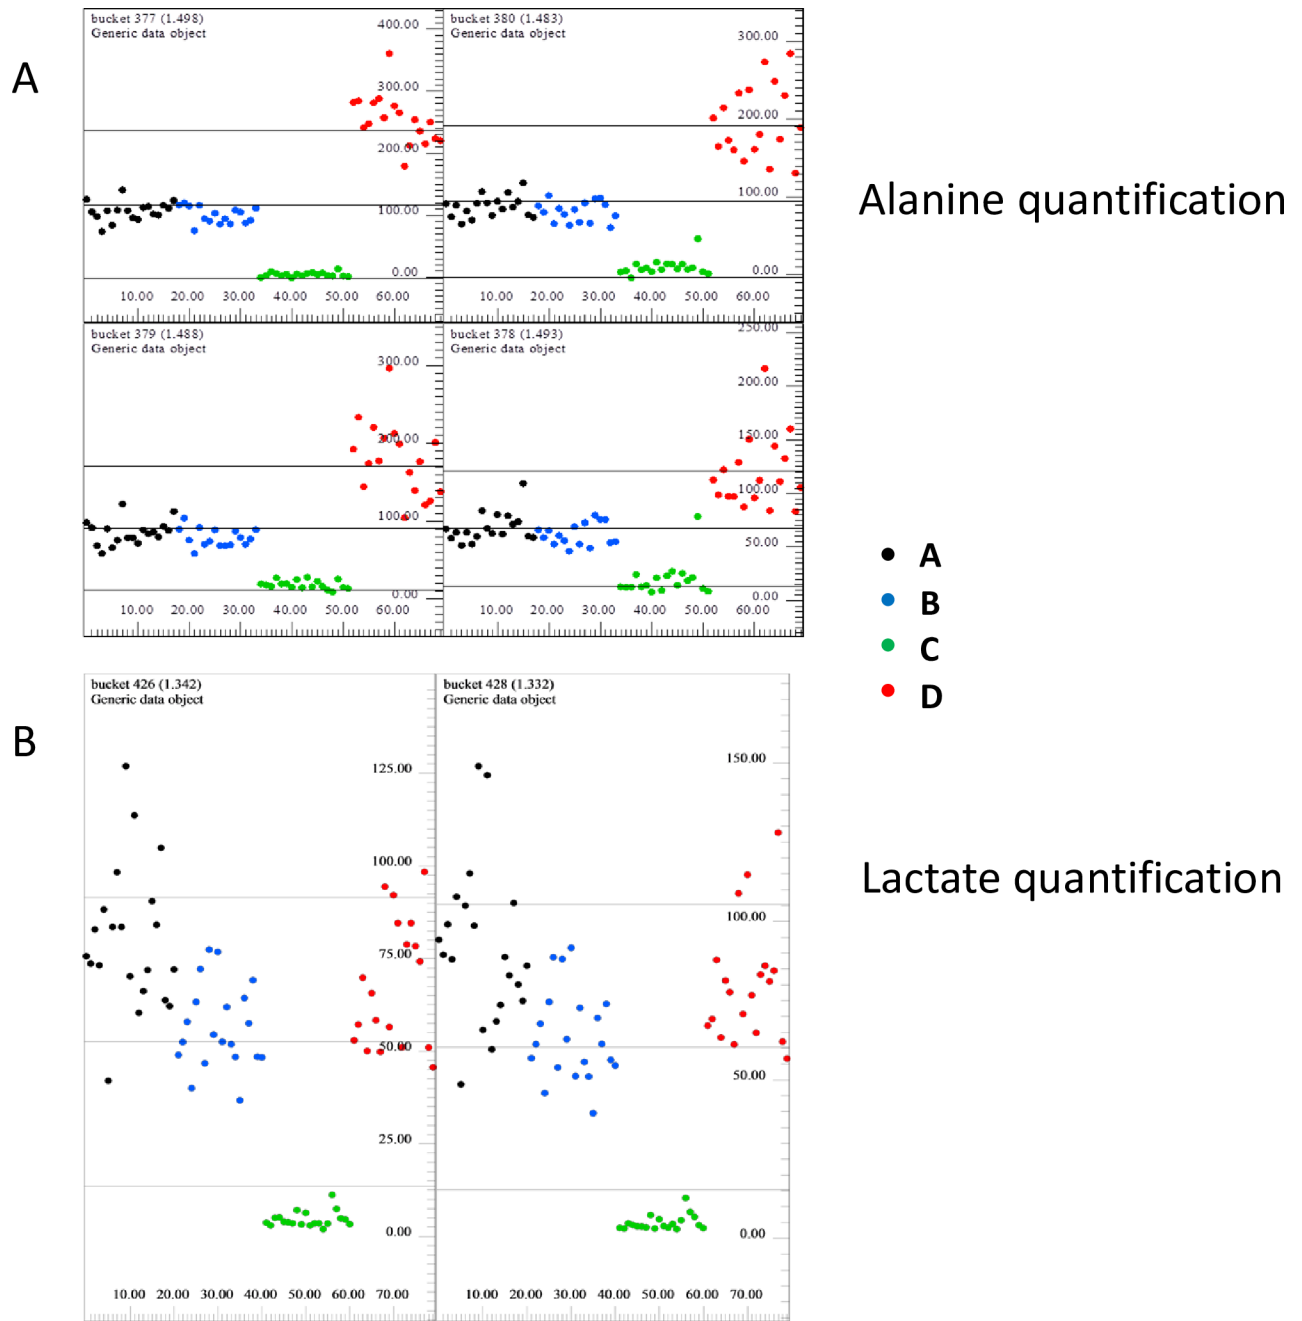 A
bucket 377 (1.498)
Generic data object
400.00
300.00
200.00
100.00
0.00
10.00 20.00 30.00 40.00 50.00 60.00
bucket 380 (1.483)
Generic data object
300.00
200.00
100.00
0.00
10.00 20.00 30.00 40.00 50.00 60.00
Alanine quantification
bucket 379 (1.488)
Generic data object
300.00
200.00
100.00
0.00
10.00 20.00 30.00 40.00 50.00 60.00
bucket 378 (1.493)
Generic data object
250.00
200.00
150.00
100.00
50.00
0.00
10.00 20.00 30.00 40.00 50.00 60.00
A
B
C
D
B
bucket 426 (1.342)
Generic data object
125.00
100.00
75.00
50.00
25.00
0.00
10.00 20.00 30.00 40.00 50.00 60.00 70.00
bucket 428 (1.332)
Generic data object
150.00
100.00
50.00
0.00
10.00 20.00 30.00 40.00 50.00 60.00 70.00
Lactate quantification